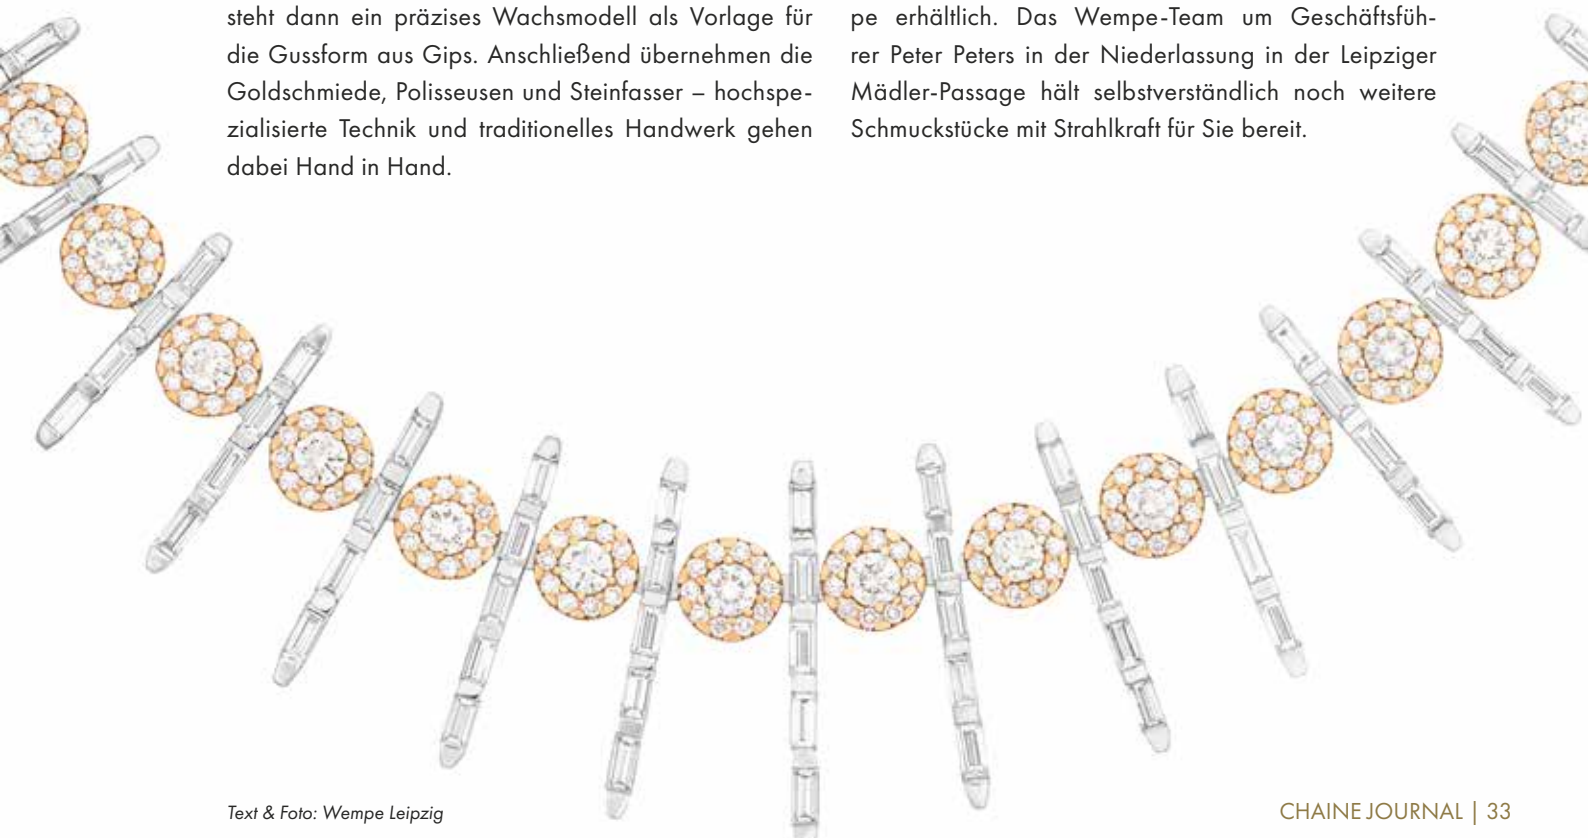 steht dann ein präzises Wachsmodell als Vorlage für
die Gussform aus Gips. Anschließend übernehmen die
Goldschmiede, Polisseusen und Steinfasser – hochspe-
zialisierte Technik und traditionelles Handwerk gehen
dabei Hand in Hand.
pe erhältlich. Das Wempe-Team um Geschäftsfüh-
rer Peter Peters in der Niederlassung in der Leipziger
Mädler-Passage hält selbstverständlich noch weitere
Schmuckstücke mit Strahlkraft für Sie bereit.
Text & Foto: Wempe Leipzig
CHAINE JOURNAL | 33